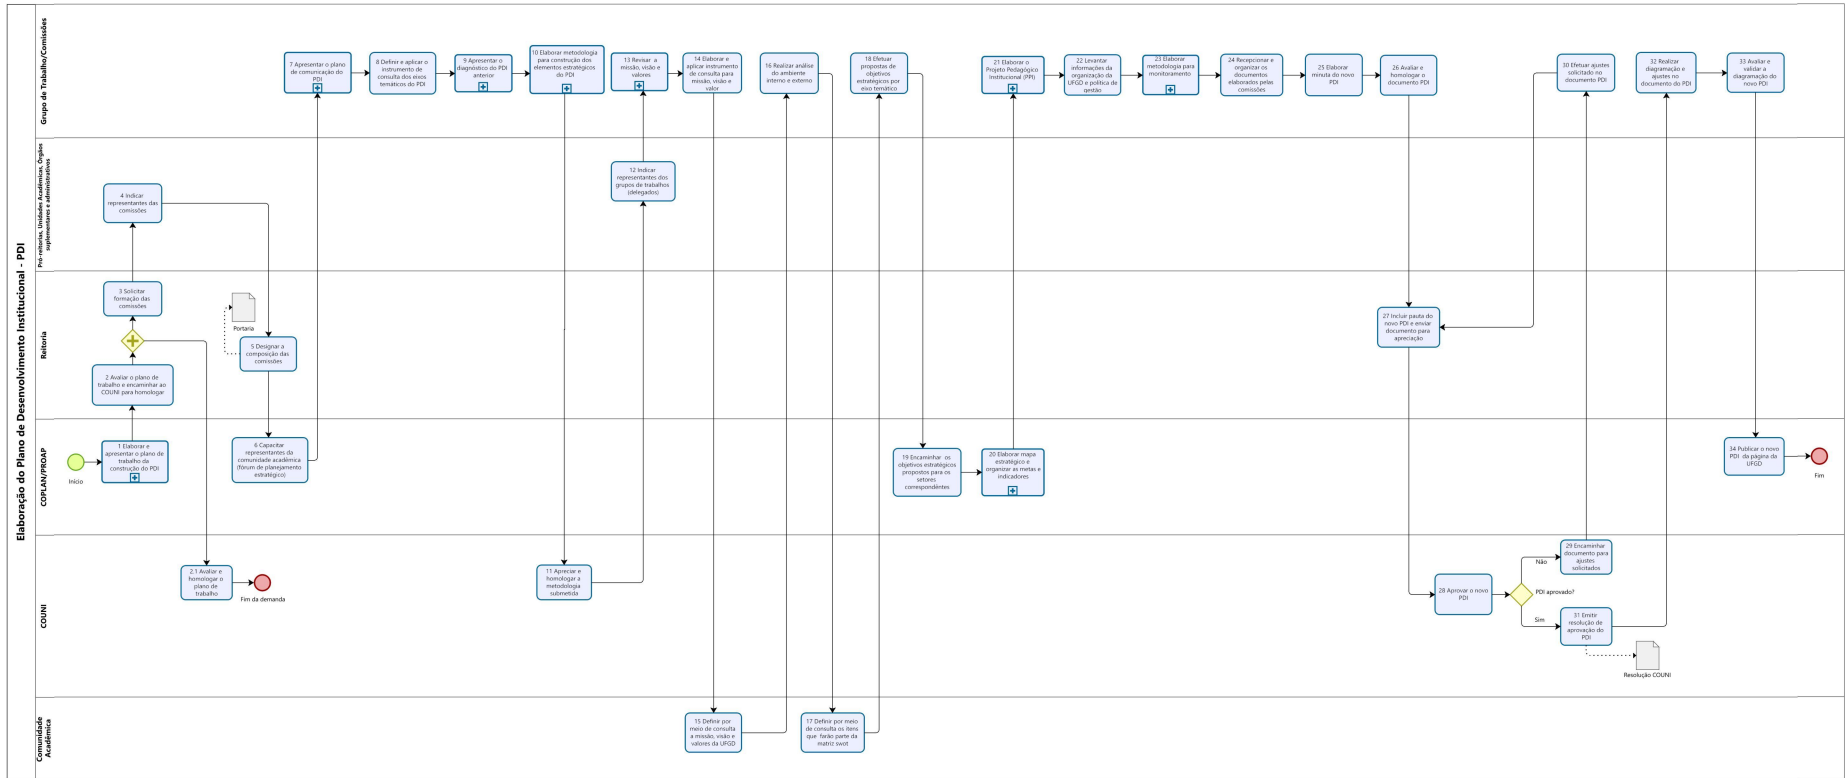 Elaboração do Plano de Desenvolvimento Institucional - PDI
Grupo de Trabalho/Comissões
7 Apresentar o plano
de comunicação do
PDI
8 Definir e aplicar o
instrumento de
consulta dos eixos
temáticos do PDI
9 Apresentar o
diagnóstico do PDI
anterior
10 Elaborar metodologia
para construção dos
elementos estratégicos
do PDI
13 Revisar a
missão, visão e
valores
14 Elaborar e
aplicar instrumento
de consulta para
missão, visão e
valor
16 Realizar análise
do ambiente
interno e externo
18 Efetuar
propostas de
objetivos
estratégicos por
eixo temático
21 Elaborar o
Projeto Pedagógico
Institucional (PPI)
22 Levantar
informações da
organização da
UFGD e política de
gestão
23 Elaborar
metodologia para
monitoramento
24 Recepcionar e
organizar os
documentos
elaborados pelas
comissões
25 Elaborar
minuta do novo
PDI
26 Avaliar e
homologar o
documento PDI
30 Efetuar ajustes
solicitado no
documento PDI
32 Realizar
diagramação e
ajustes no
documento do PDI
33 Avaliar e
validar a
diagramação do
novo PDI
Pró-reitorias, Unidades Acadêmicas, Órgãos
suplementares e administrativos
4 Indicar
representantes das
comissões
12 Indicar
representantes dos
grupos de trabalhos
(delegados)
Reitoria
3 Solicitar
formação das
comissões
2 Avaliar o plano de
trabalho e encaminhar ao
COUNI para homologar
Portaria
5 Designar a
composição das
comissões
27 Incluir pauta do
novo PDI e enviar
documento para
apreciação
COPLAN/PROAP
Início
1 Elaborar e
apresentar o plano de
trabalho da
construção do PDI
6 Capacitar
representantes da
comunidade acadêmica
(fórum de planejamento
estratégico)
19 Encaminhar os
objetivos estratégicos
propostos para os
setores
correspondêntes
20 Elaborar mapa
estratégico e
organizar as metas e
indicadores
34 Publicar o novo
PDI da página da
UFGD
Fim
COUNI
2.1 Avaliar e
homologar o
plano de
trabalho
Fim da demanda
11 Apreciar e
homologar a
metodologia
submetida
28 Aprovar o novo
PDI
PDI aprovado?
Não
29 Encaminhar
documento para
ajustes
solicitados
Sim
31 Emitir
resolução de
aprovação do
PDI
Resolução COUNI
Comunidade
Acadêmica
15 Definir por
meio de consulta
a missão, visão e
valores da UFGD
17 Definir por meio
de consulta os itens
que farão parte da
matriz swot